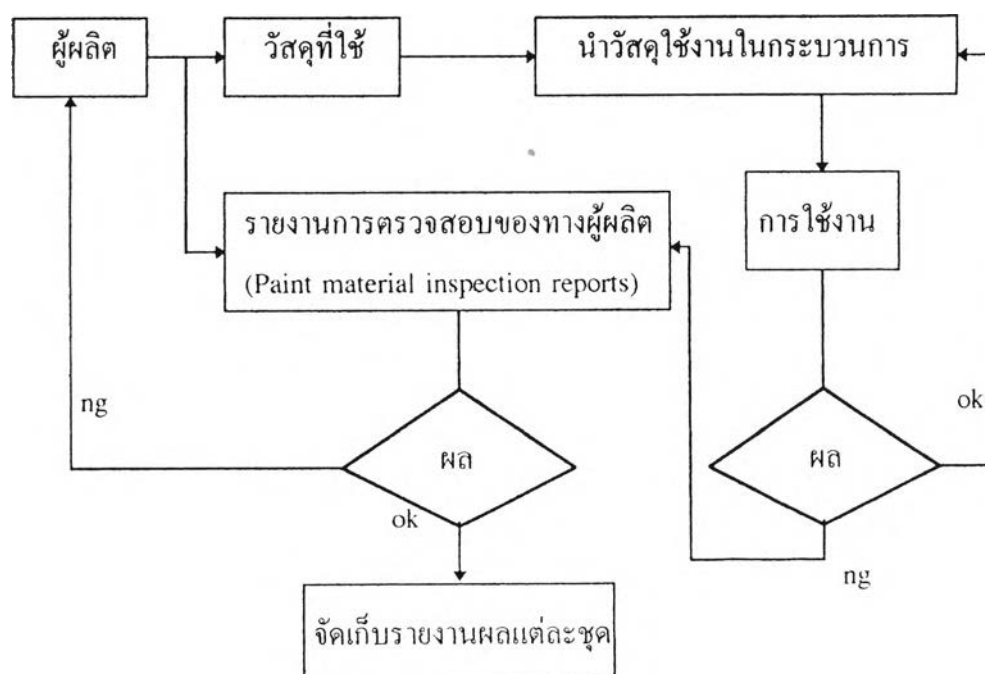 ผู้ผลิต
วัสดุที่ใช้
นำวัสดุใช้งานในกระบวนการ
รายงานการตรวจสอบของทางผู้ผลิต
(Paint material inspection reports)
การใช้งาน
ng
ผล
ok
ผล
ok
ng
จัดเก็บรายงานผลแต่ละชุด